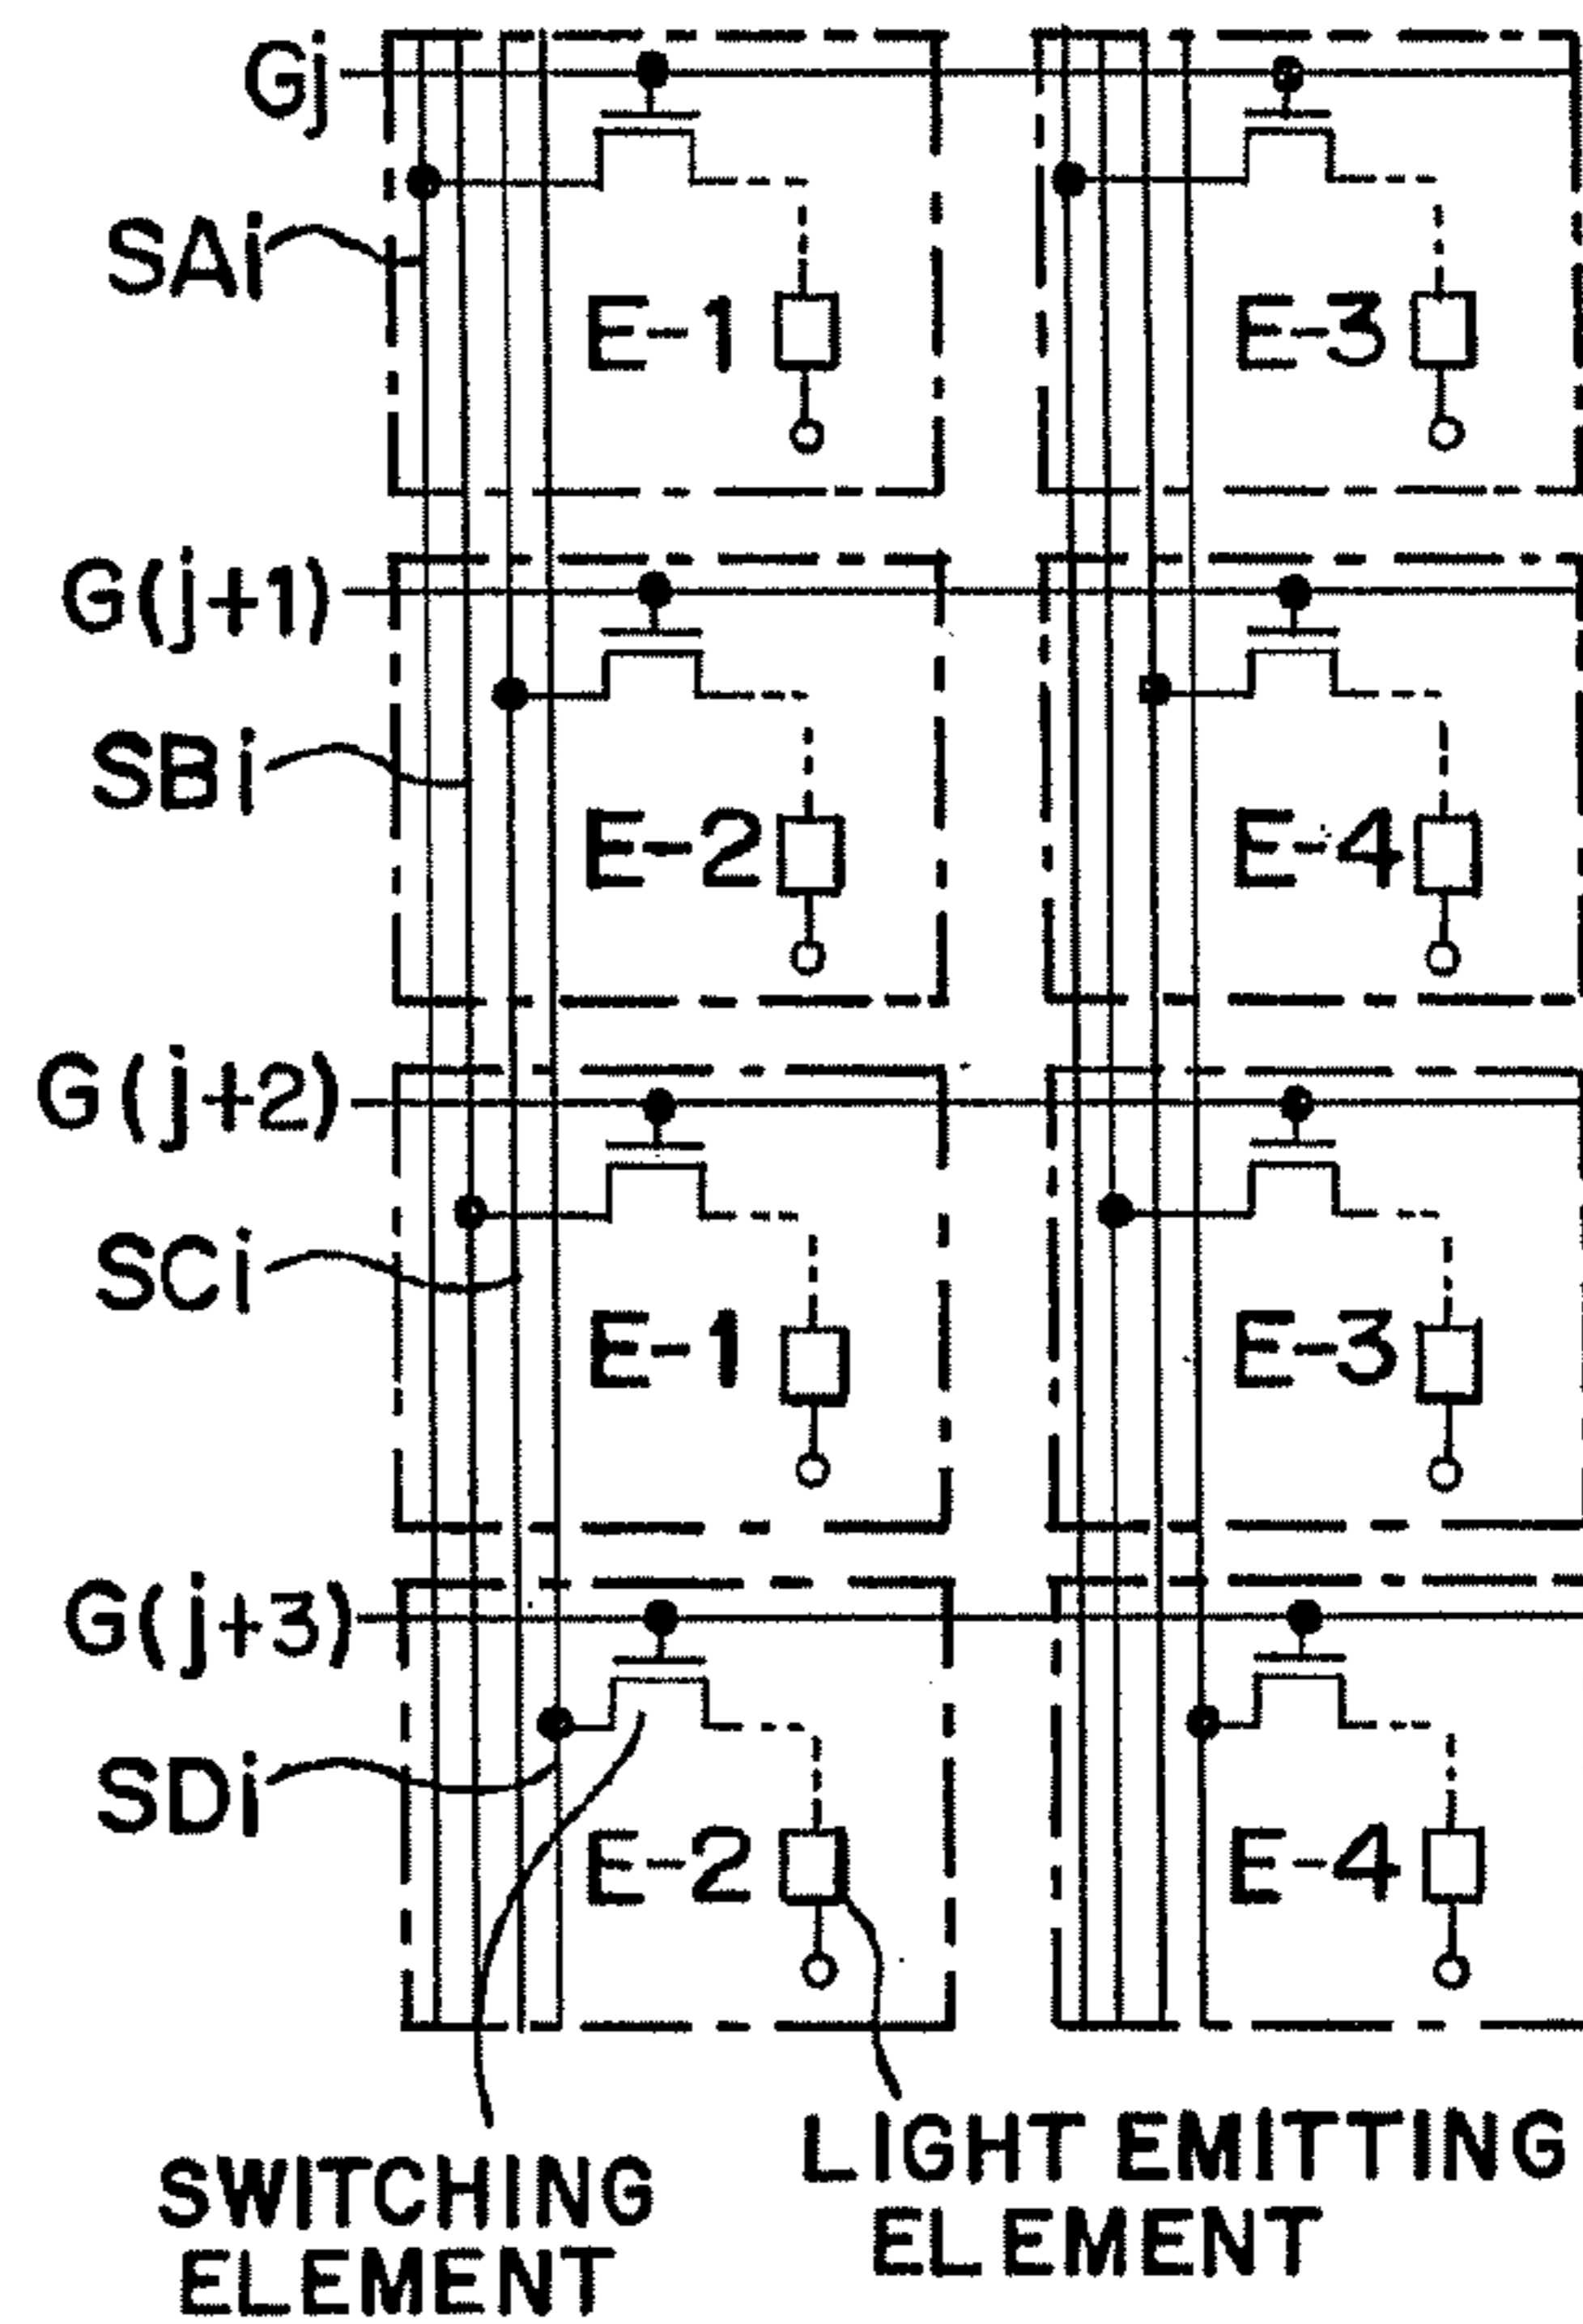 Gj
SAi
E-1
E-3
G(j+1)
SBi
E-2
E-4
G(j+2)
SCi
E-1
E-3
G(j+3)
SDi
E-2
E-4
SWITCHING
ELEMENT
LIGHT EMITTING
ELEMENT